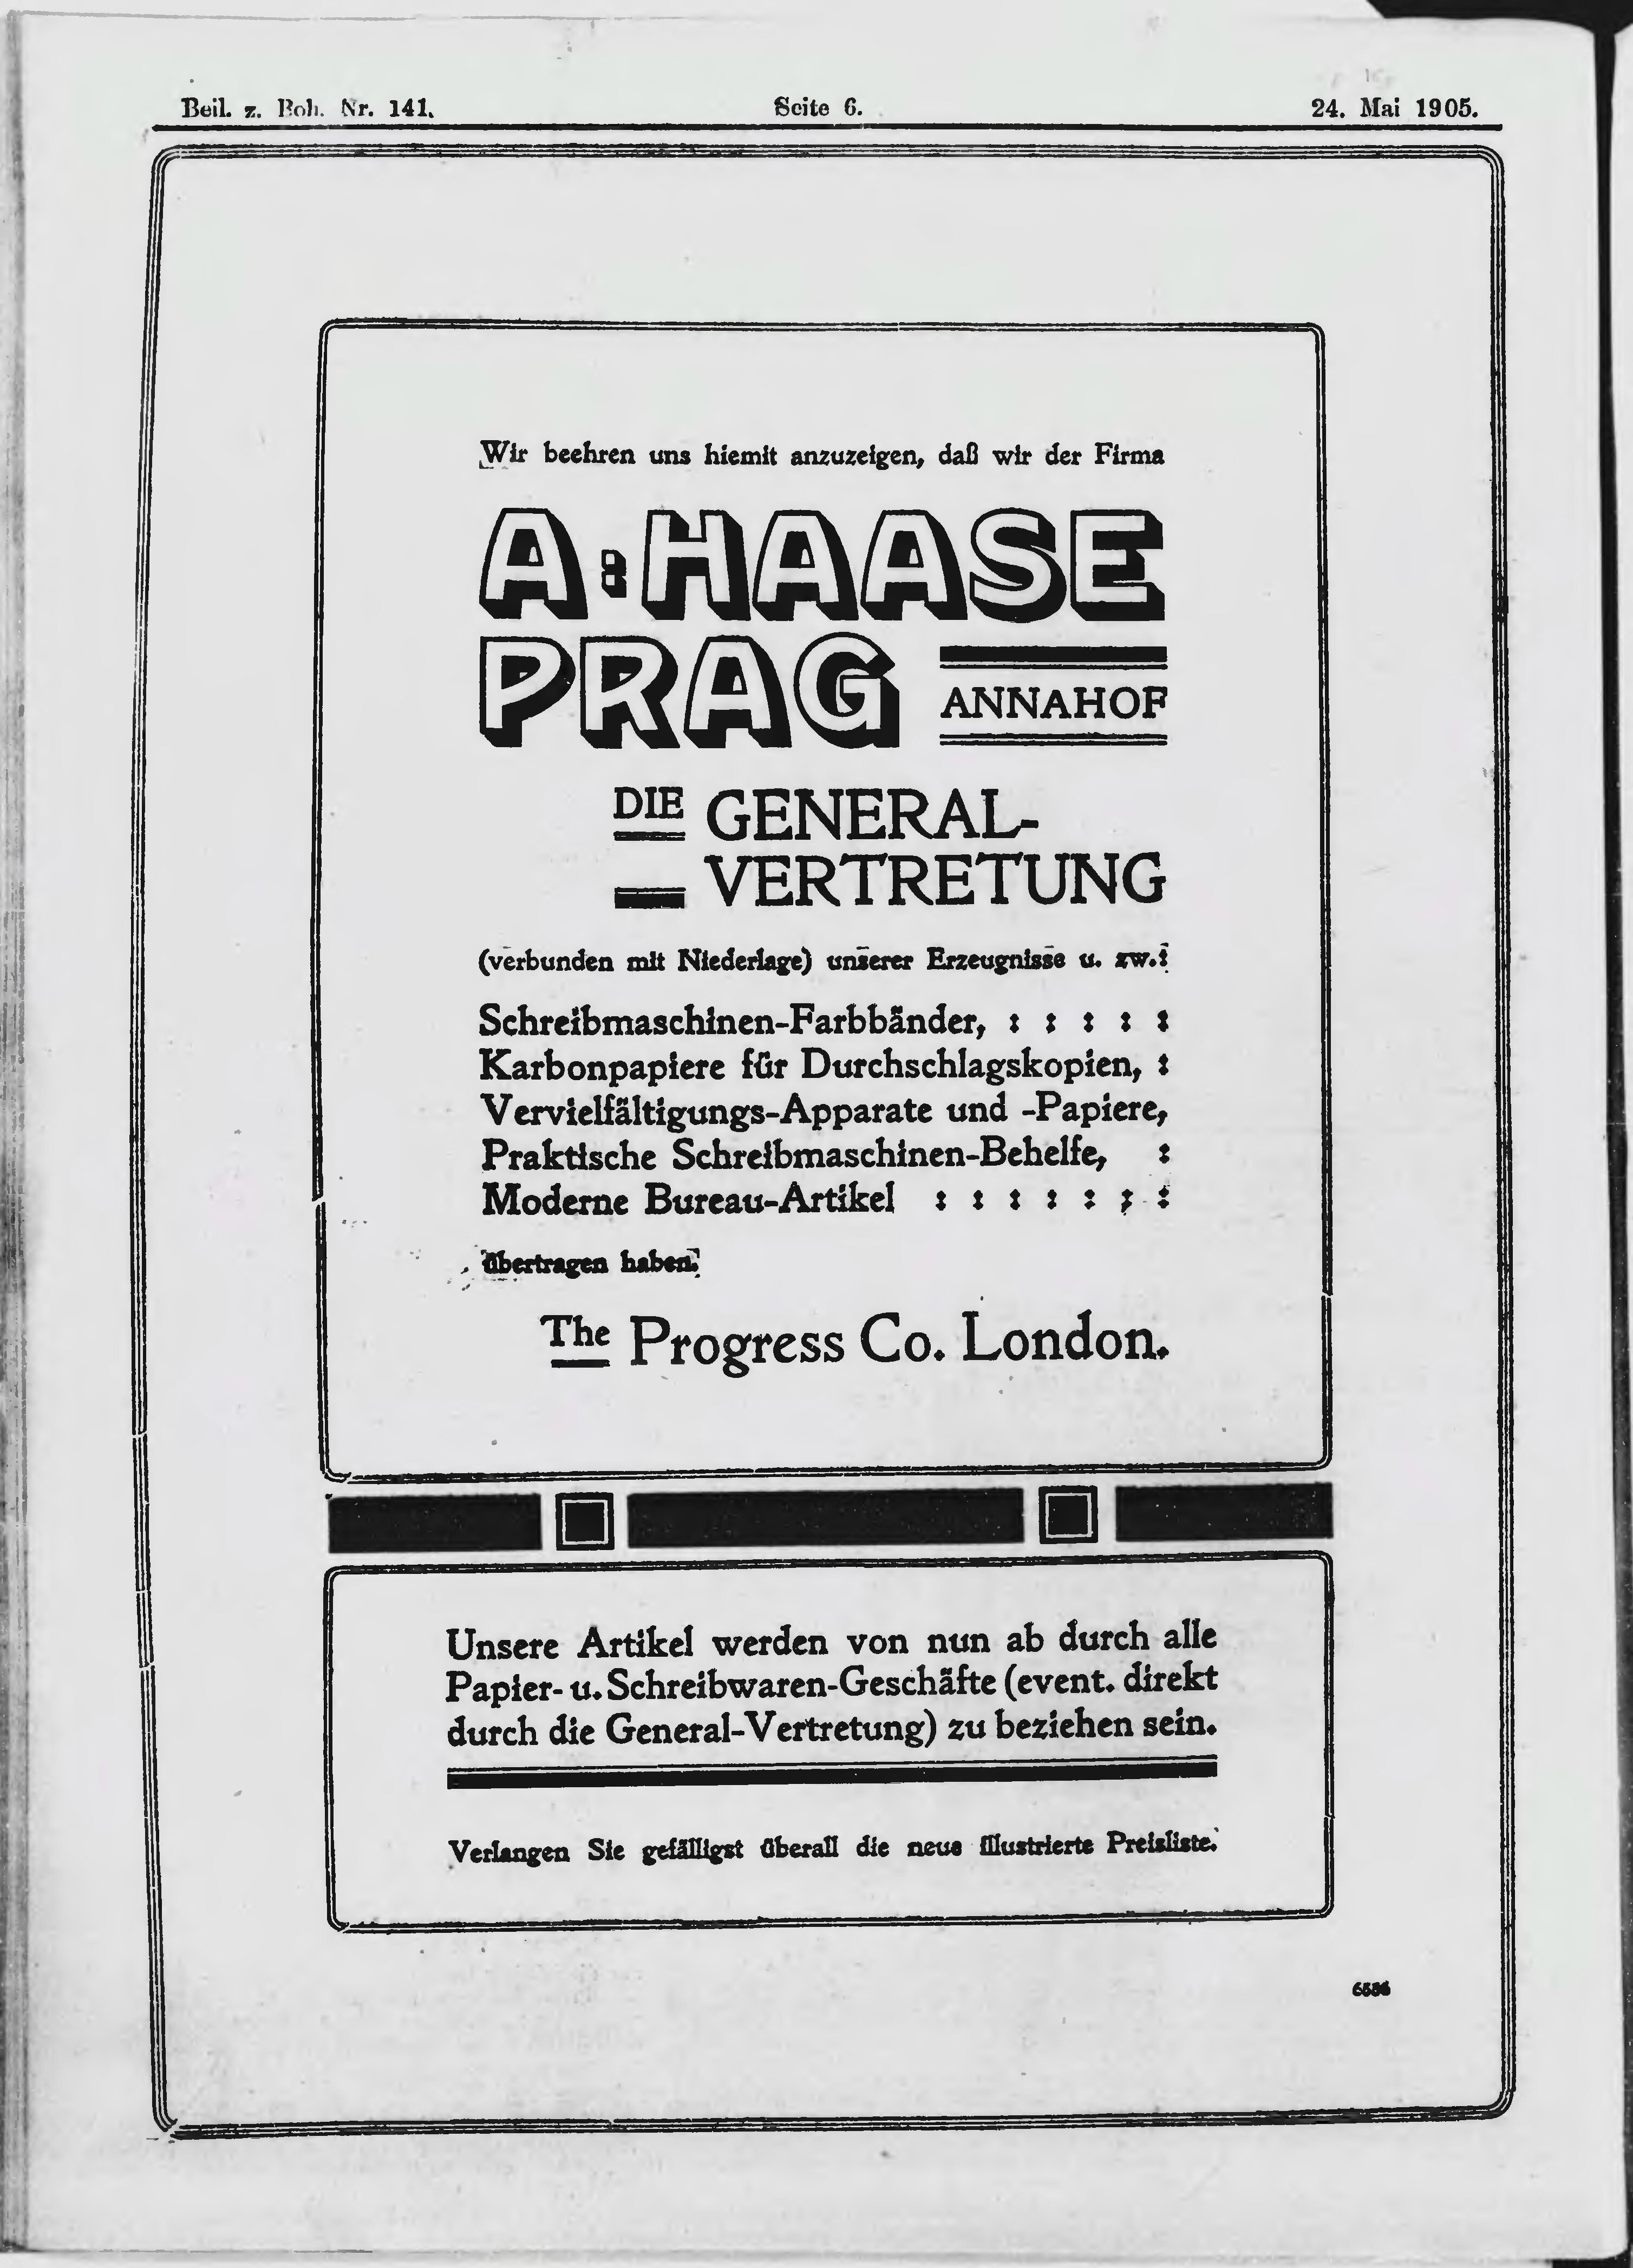 Beil. z. Boh. Nr. 141. Seite 6. 24. Mai 1905.
Wir beehren uns hiemit anzuzeigen, daß wir der Firma
A: HAASE
PRAG ANNAHOF
DIE GENERAL-
VERTRETUNG
(verbunden mit Niederlage) unserer Erzeugnisse u. zw.:
Schreibmaschinen-Farbbänder, : : : : :
Karbonpapiere für Durchschlagskopien, :
Vervielfältigungs-Apparate und -Papiere,
Praktische Schreibmaschinen-Behelfe, :
Moderne Bureau-Artikel : : : : : : :
übertragen haben.
The Progress Co. London.
Unsere Artikel werden von nun ab durch alle
Papier- u. Schreibwaren-Geschäfte (event. direkt
durch die General-Vertretung) zu beziehen sein.
Verlangen Sie gefälligst überall die neue illustrierte Preisliste.